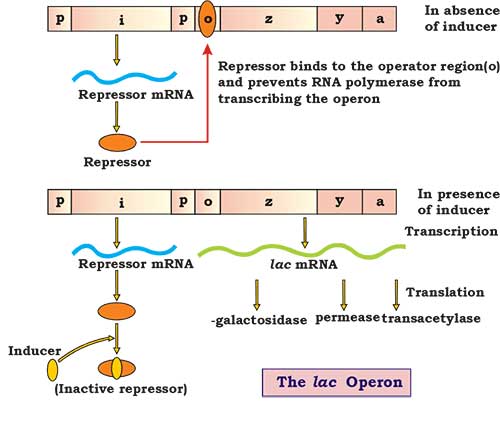 p i p o z y a
In absence
of inducer
Repressor binds to the operator region(o)
and prevents RNA polymerase from
transcribing the operon
Repressor mRNA
Repressor
p i p o z y a
In presence
of inducer
Transcription
Repressor mRNA
lac mRNA
Translation
-galactosidase permease transacetylase
Inducer
(Inactive repressor)
The lac Operon